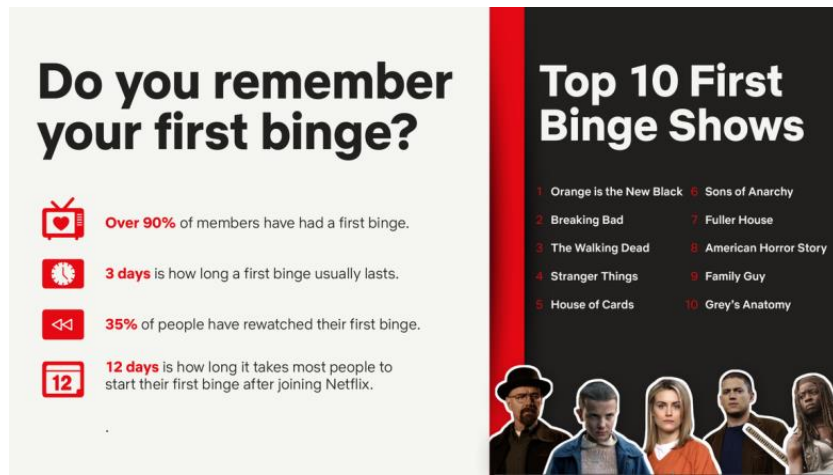 Do you remember
your first binge?
Over 90% of members have had a first binge.
3 days is how long a first binge usually lasts.
35% of people have rewatched their first binge.
12
12 days is how long it takes most people to
start their first binge after joining Netflix.
.
Top 10 First
Binge Shows
1 Orange is the New Black
2 Breaking Bad
3 The Walking Dead
4 Stranger Things
5 House of Cards
6 Sons of Anarchy
7 Fuller House
8 American Horror Story
9 Family Guy
10 Grey's Anatomy